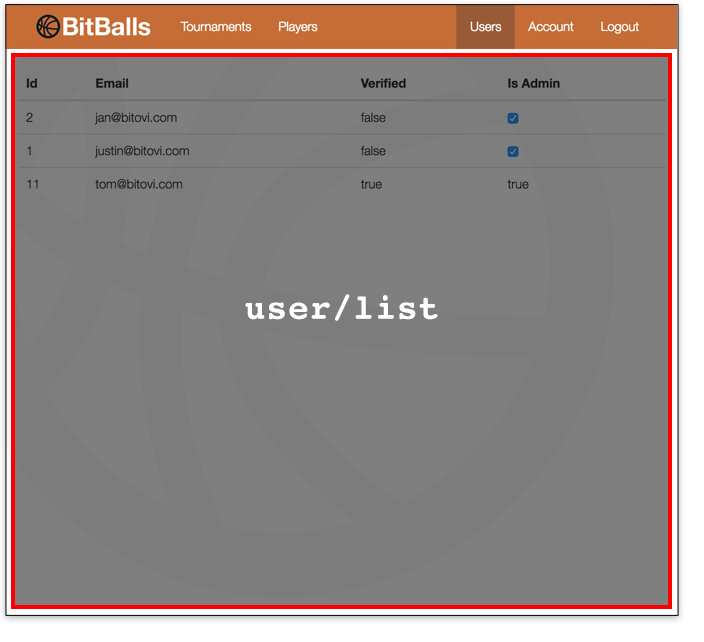 BitBalls Tournaments Players Users Account Logout
Id Email Verified Is Admin
2 jan@bitovi.com false
1 justin@bitovi.com false
11 tom@bitovi.com true true
user/list